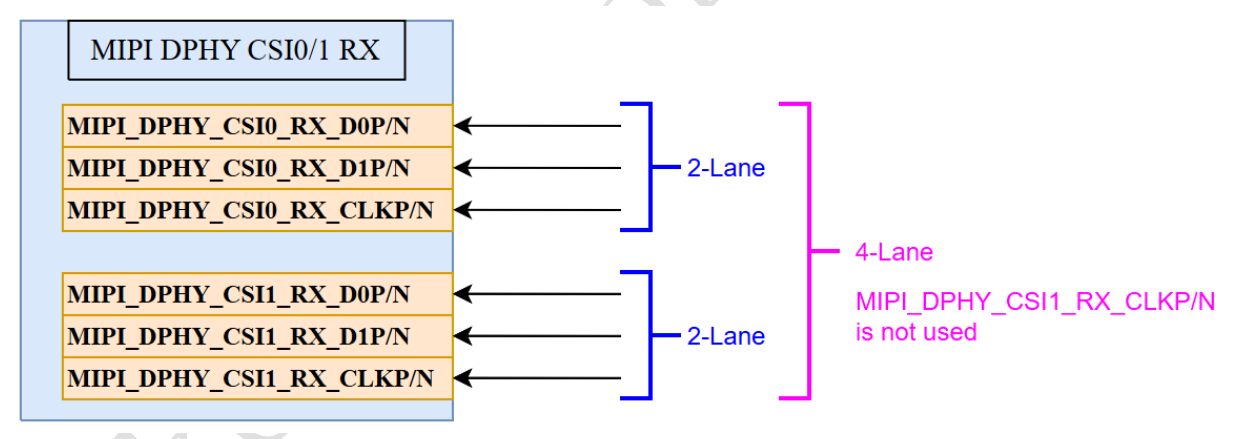 MIPI DPHY CSI0/1 RX
MIPI_DPHY_CSI0_RX_D0P/N
MIPI_DPHY_CSI0_RX_D1P/N
MIPI_DPHY_CSI0_RX_CLKP/N
2-Lane
MIPI_DPHY_CSI1_RX_D0P/N
MIPI_DPHY_CSI1_RX_D1P/N
MIPI_DPHY_CSI1_RX_CLKP/N
2-Lane
4-Lane
MIPI_DPHY_CSI1_RX_CLKP/N
is not used